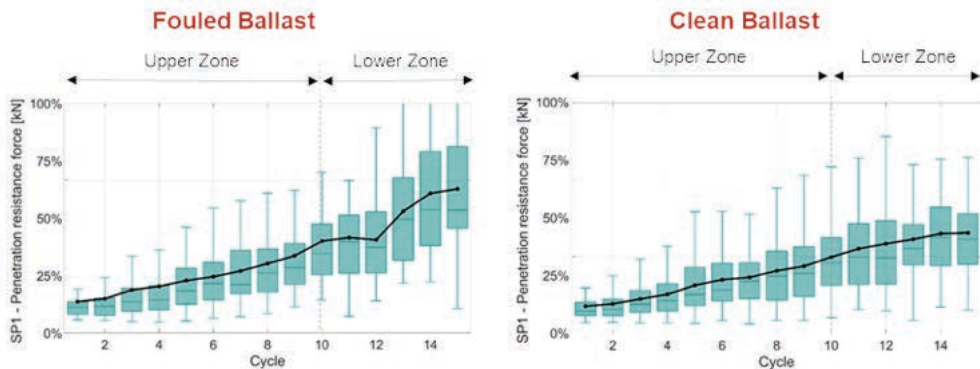 Fouled Ballast
Upper Zone
Lower Zone
SP1 - Penetration resistance force [kN]
100%
75%
50%
25%
0%
2
4
6
8
10
12
14
Cycle
Clean Ballast
Upper Zone
Lower Zone
SP1 - Penetration resistance force [kN]
100%
75%
50%
25%
0%
2
4
6
8
10
12
14
Cycle